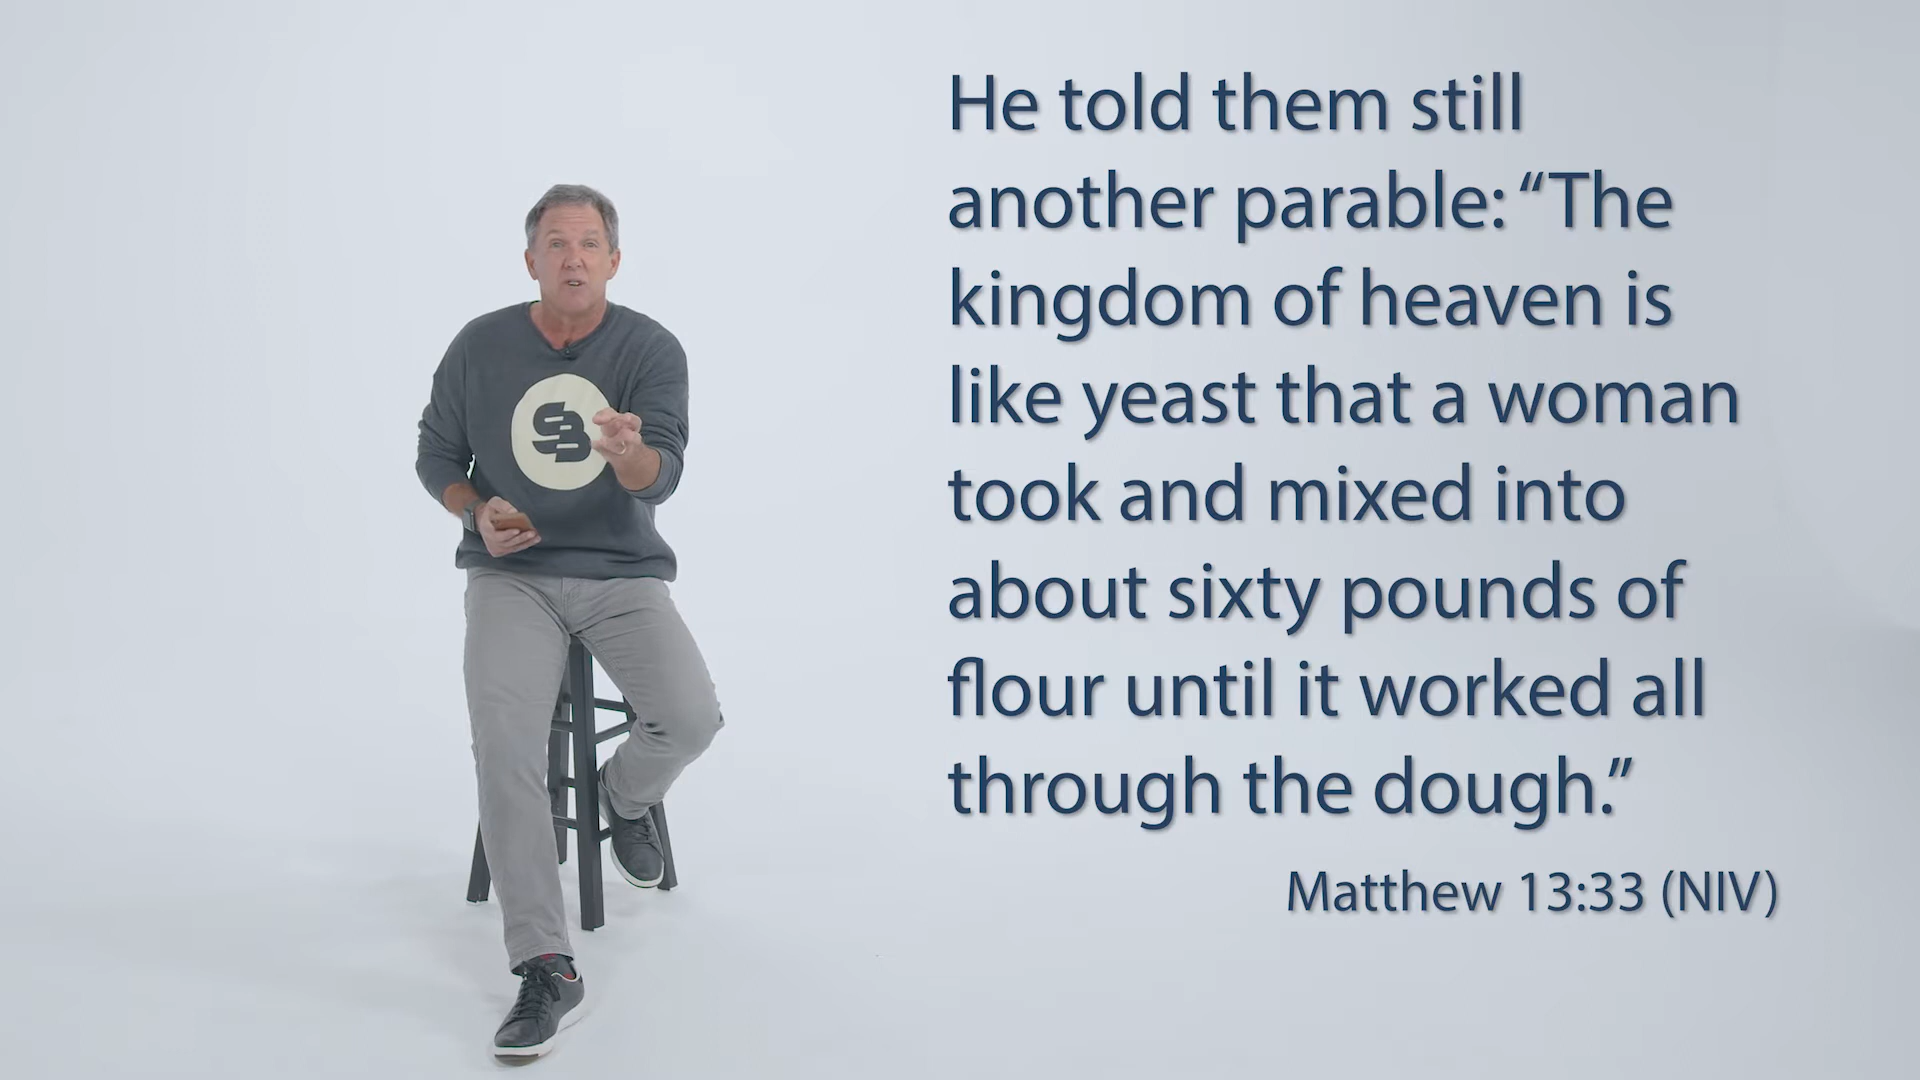 SB
He told them still
another parable: “The
kingdom of heaven is
like yeast that a woman
took and mixed into
about sixty pounds of
flour until it worked all
through the dough.”
Matthew 13:33 (NIV)